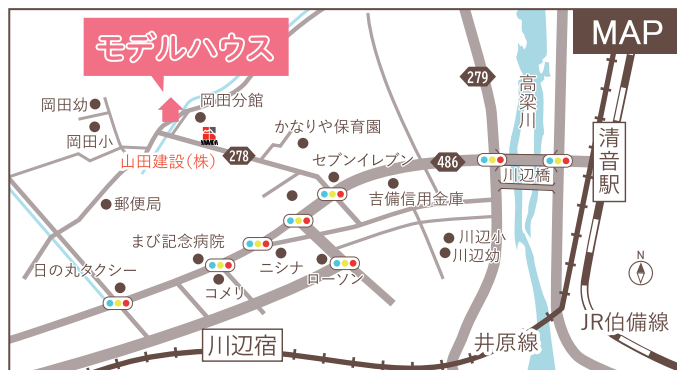 MAP
モデルハウス
279
高梁川
岡田幼
岡田分館
岡田小
かなりや保育園
清音駅
山田建設(株)
278
セブンイレブン
486
川辺橋
吉備信用金庫
郵便局
まび記念病院
川辺小
川辺幼
日の丸タクシー
ニシナ
ローソン
コメリ
N
川辺宿
井原線
JR伯備線